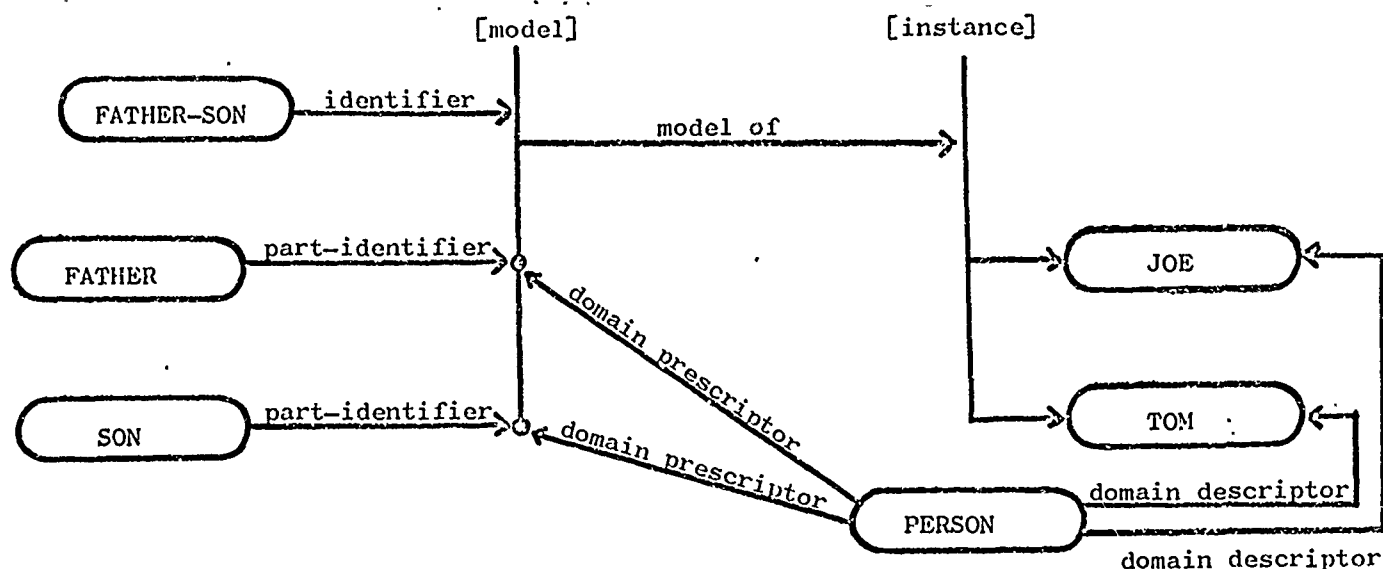 [model]
[instance]
FATHER-SON
identifier
model of
FATHER
part-identifier
JOE
domain prescriptor
SON
part-identifier
TOM
domain prescriptor
PERSON
domain descriptor
domain descriptor